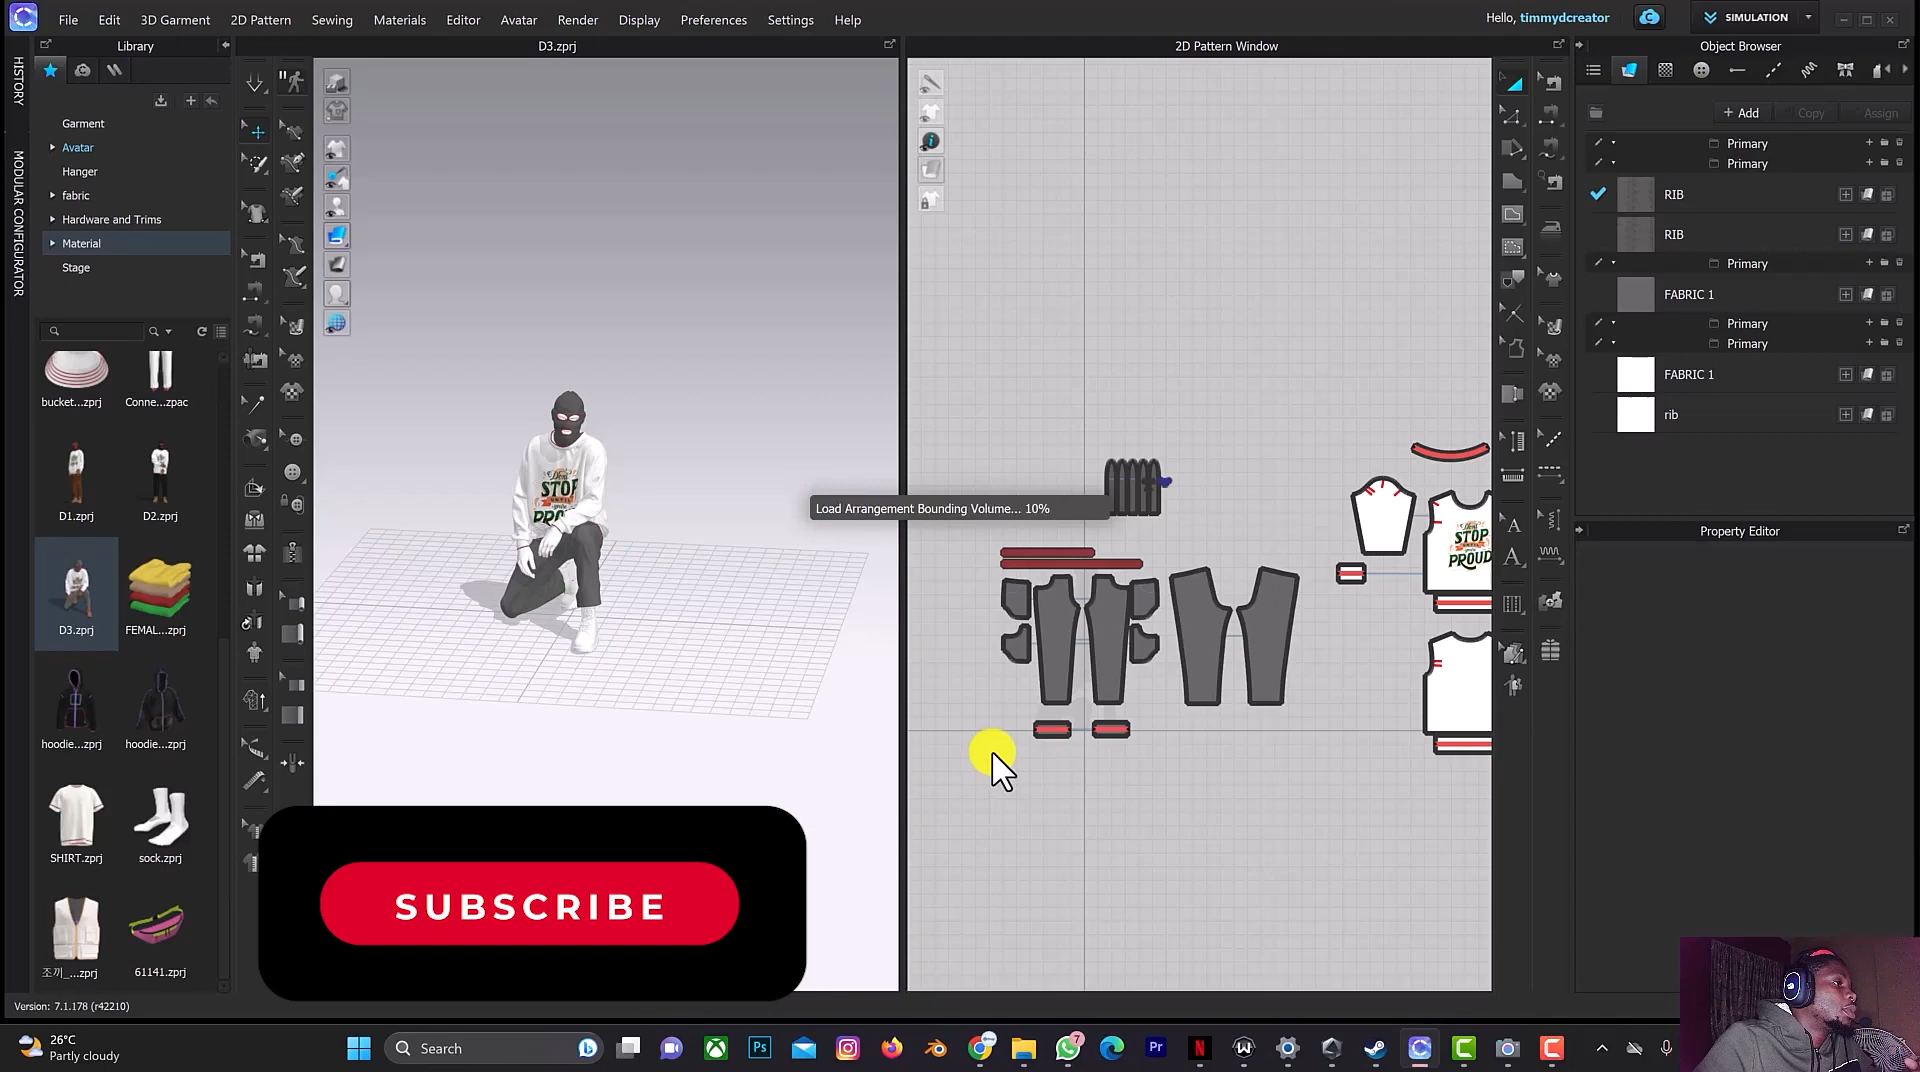 File Edit 3D Garment 2D Pattern Sewing Materials Editor Avatar Render Display Preferences Settings Help
Hello, timmydcreator
SIMULATION
HISTORY
MODULAR CONFIGURATOR
Library
D3.zprj
2D Pattern Window
Object Browser
Garment
Avatar
Hanger
fabric
Hardware and Trims
Material
Stage
bucket...zprj Conne...zpac
D1.zprj D2.zprj
D3.zprj FEMAL...zprj
hoodie...zprj hoodie...zprj
SHIRT.zprj sock.zprj
조끼_...zprj 61141.zprj
Version: 7.1.178 (r42210)
Load Arrangement Bounding Volume... 10%
STOP
PROUD
+ Add Copy Assign
Primary
Primary
RIB
RIB
Primary
FABRIC 1
Primary
Primary
FABRIC 1
rib
Property Editor
SUBSCRIBE
26°C
Partly cloudy
Search
Ps
7
Pr
N